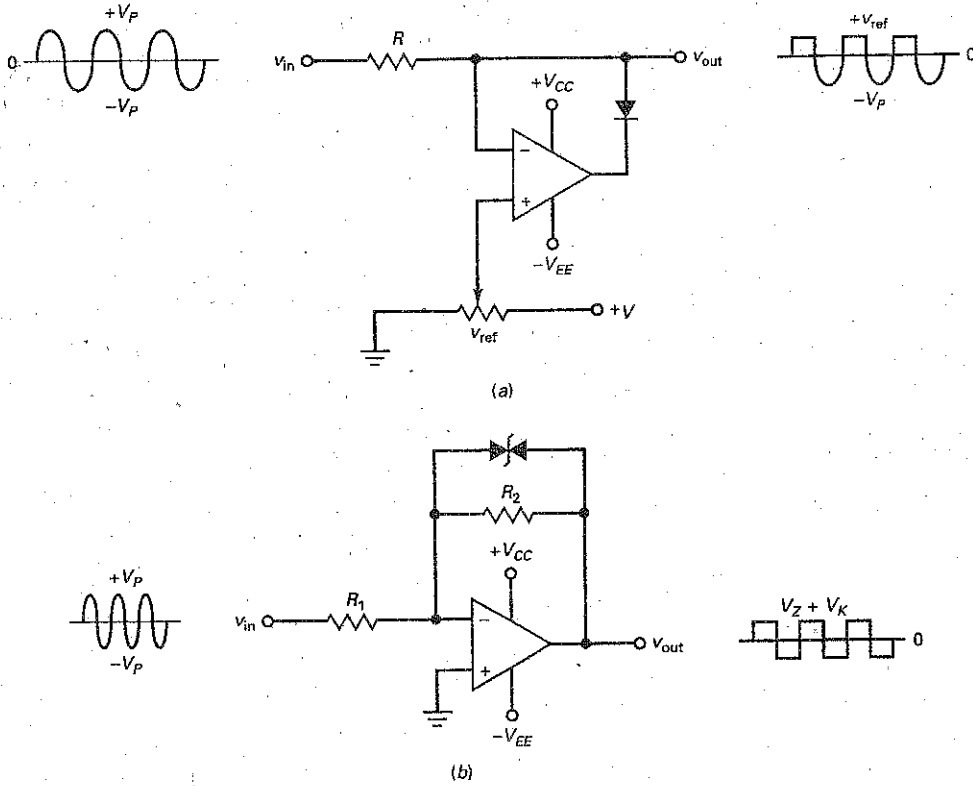 +V_P
0
−V_P
v_in
R
+V_CC
−
+
−V_EE
v_ref
+V
v_out
+v_ref
0
−V_P
(a)
R_2
+V_CC
+V_P
−V_P
v_in
R_1
−
+
−V_EE
v_out
V_Z + V_K
0
(b)